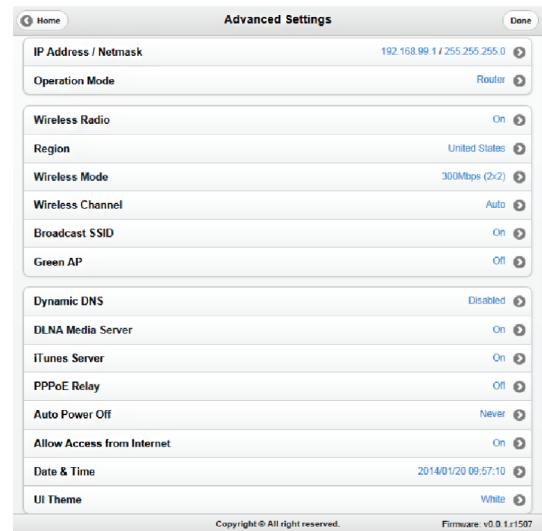 Home Advanced Settings Done
IP Address / Netmask 192.168.99.1 / 255.255.255.0
Operation Mode Router
Wireless Radio On
Region United States
Wireless Mode 300Mbps (2x2)
Wireless Channel Auto
Broadcast SSID On
Green AP Off
Dynamic DNS Disabled
DLNA Media Server On
iTunes Server On
PPPoE Relay Off
Auto Power Off Never
Allow Access from Internet On
Date & Time 2014/01/20 09:57:10
UI Theme White
Copyright © All right reserved. Firmware: v0.0.1.r1507